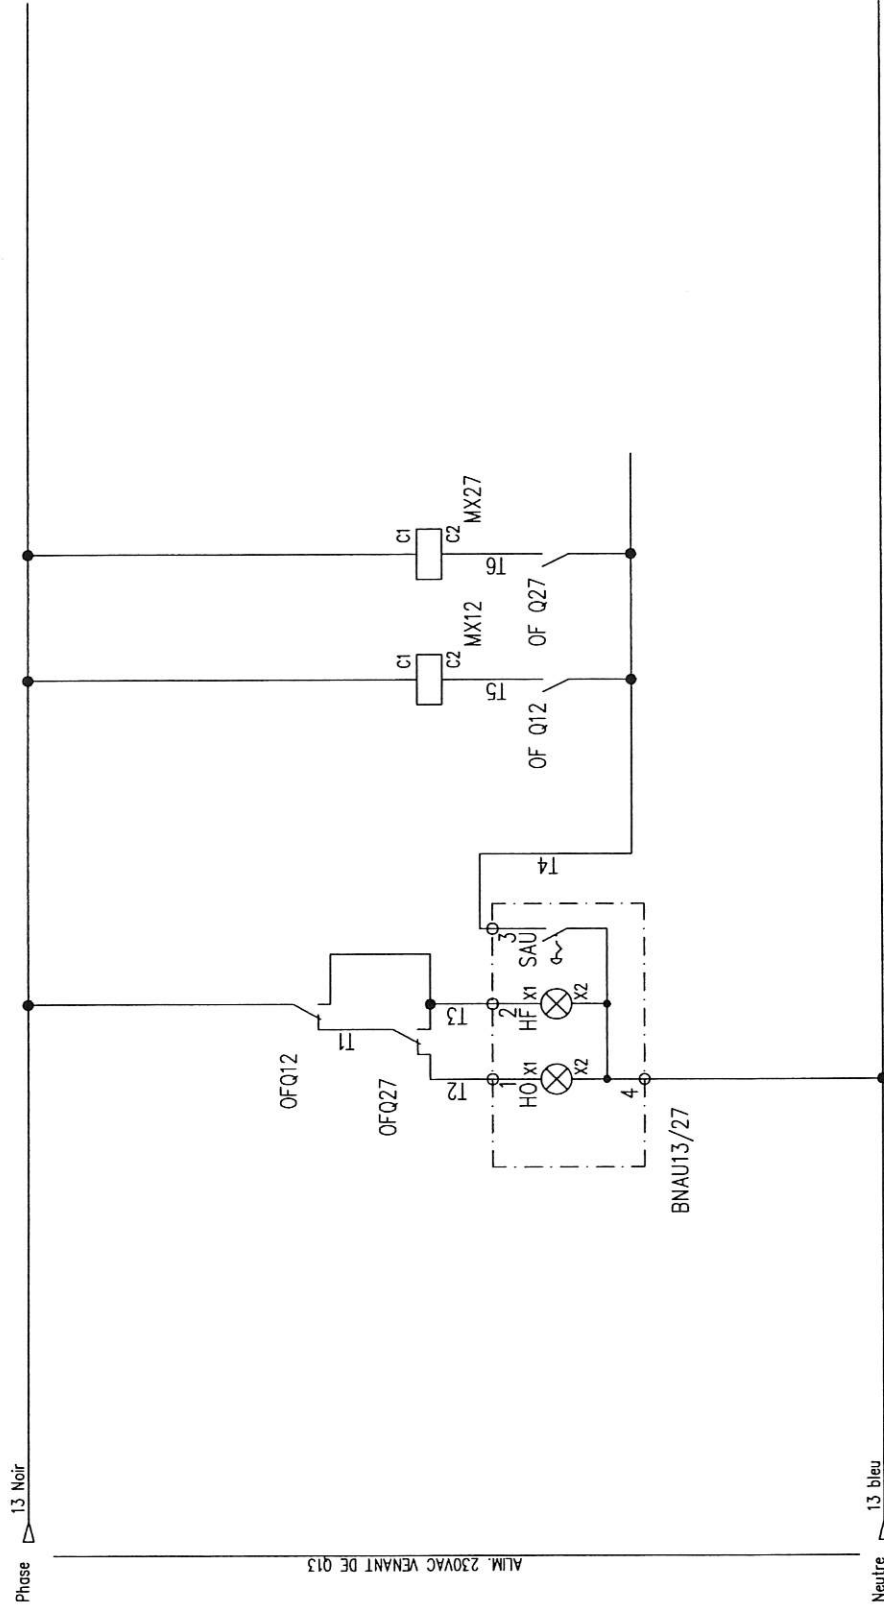 Phase
13 Noir
ALIM. 230VAC VENANT DE Q13
OFQ12
T1
OFQ27
T2
T3
1
2
3
HO
X1
X2
HF
X1
X2
SAU
4
BNAU13/27
T4
C1
C2
MX12
T5
OF Q12
C1
C2
MX27
T6
OF Q27
Neutre
13 bleu